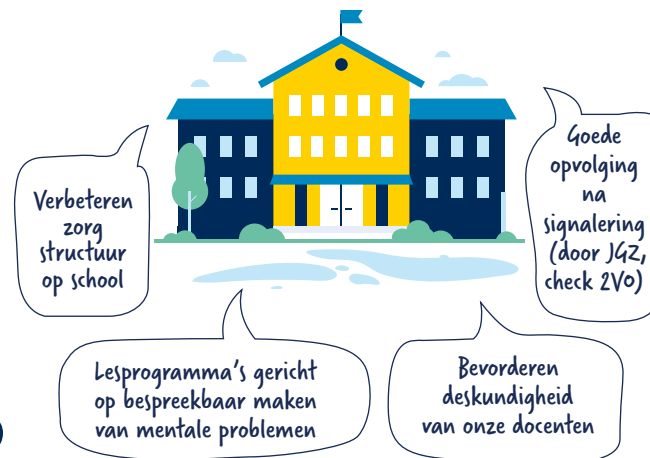 Verbeteren
zorg
structuur
op school
Goede
opvolging
na
signalering
(door JGZ,
check 2VO)
Lesprogramma's gericht
op bespreekbaar maken
van mentale problemen
Bevorderen
deskundigheid
van onze docenten